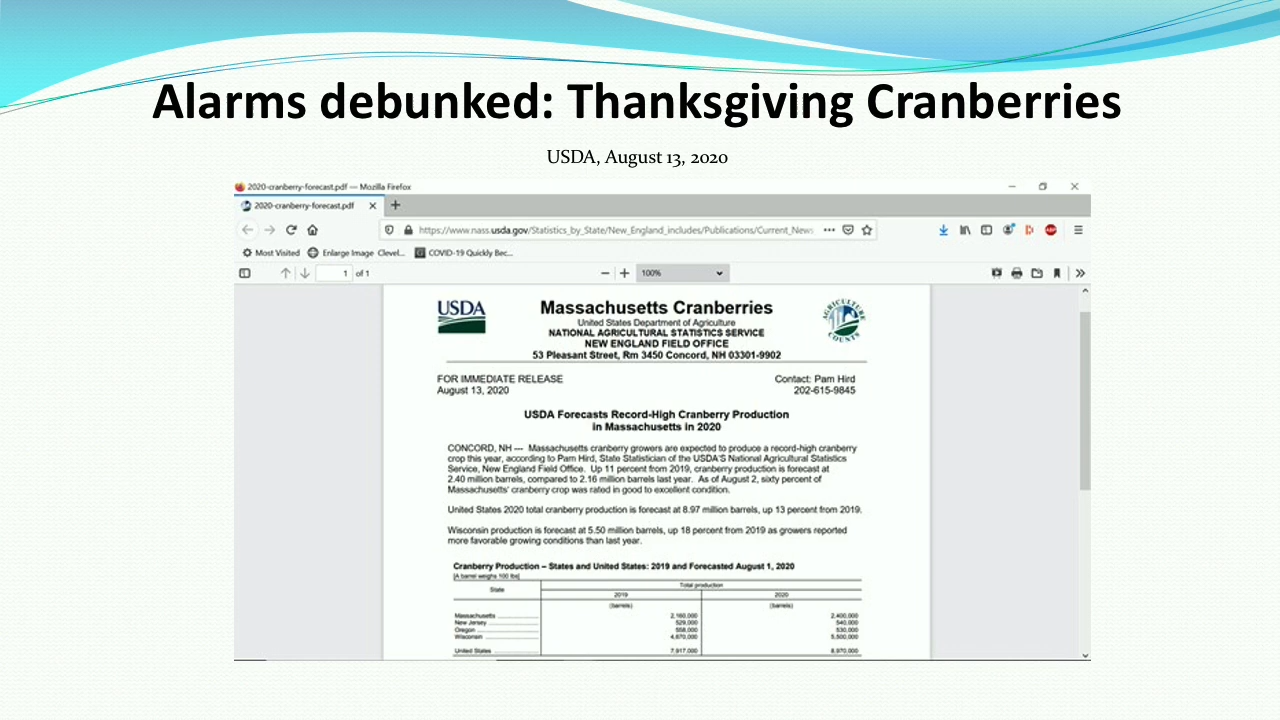 Alarms debunked: Thanksgiving Cranberries
USDA, August 13, 2020
2020-cranberry-forecast.pdf — Mozilla Firefox
2020-cranberry-forecast.pdf
https://www.nass.usda.gov/Statistics_by_State/New_England_includes/Publications/Current_News
Most Visited Enlarge Image Clevel... COVID-19 Quickly Bec...
1 of 1 100%
USDA
Massachusetts Cranberries
AGRICULTURE COUNTS
United States Department of Agriculture
NATIONAL AGRICULTURAL STATISTICS SERVICE
NEW ENGLAND FIELD OFFICE
53 Pleasant Street, Rm 3450 Concord, NH 03301-9902
FOR IMMEDIATE RELEASE Contact: Pam Hird
August 13, 2020 202-615-9845
USDA Forecasts Record-High Cranberry Production
in Massachusetts in 2020
CONCORD, NH --- Massachusetts cranberry growers are expected to produce a record-high cranberry
crop this year, according to Pam Hird, State Statistician of the USDA'S National Agricultural Statistics
Service, New England Field Office. Up 11 percent from 2019, cranberry production is forecast at
2.40 million barrels, compared to 2.16 million barrels last year. As of August 2, sixty percent of
Massachusetts' cranberry crop was rated in good to excellent condition.
United States 2020 total cranberry production is forecast at 8.97 million barrels, up 13 percent from 2019.
Wisconsin production is forecast at 5.50 million barrels, up 18 percent from 2019 as growers reported
more favorable growing conditions than last year.
Cranberry Production – States and United States: 2019 and Forecasted August 1, 2020
[A barrel weighs 100 lbs]
State Total production
2019 2020
(barrels) (barrels)
Massachusetts 2,160,000 2,400,000
New Jersey 529,000 540,000
Oregon 558,000 530,000
Wisconsin 4,670,000 5,500,000
United States 7,917,000 8,970,000